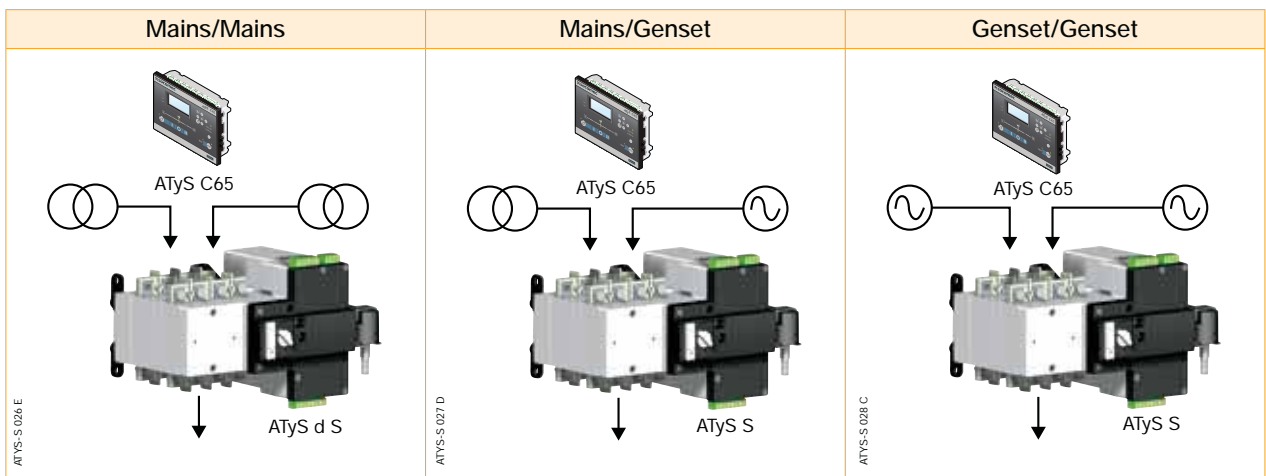 Mains/Mains
Mains/Genset
Genset/Genset
ATyS C65
ATyS C65
ATyS C65
ATyS d S
ATyS S
ATyS S
ATYS-S 026 E
ATYS-S 027 D
ATYS-S 028 C